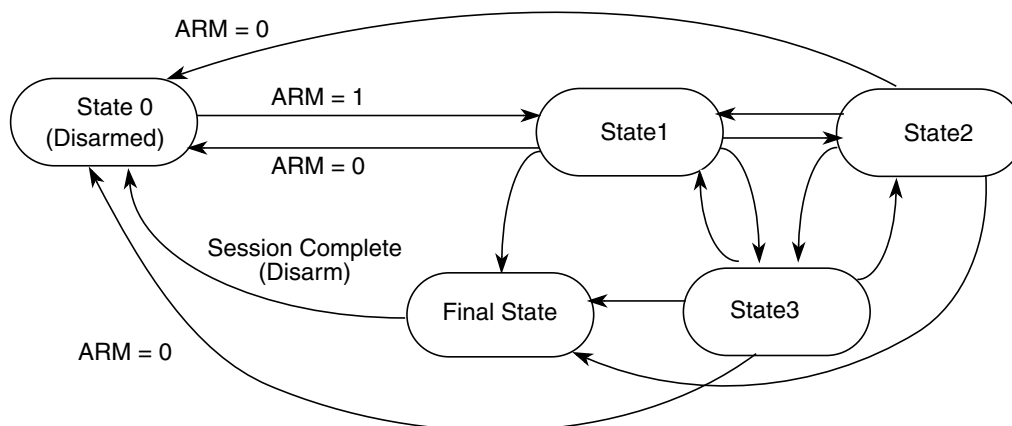 ARM = 0
State 0
(Disarmed)
ARM = 1
State1
State2
ARM = 0
Session Complete
(Disarm)
Final State
State3
ARM = 0